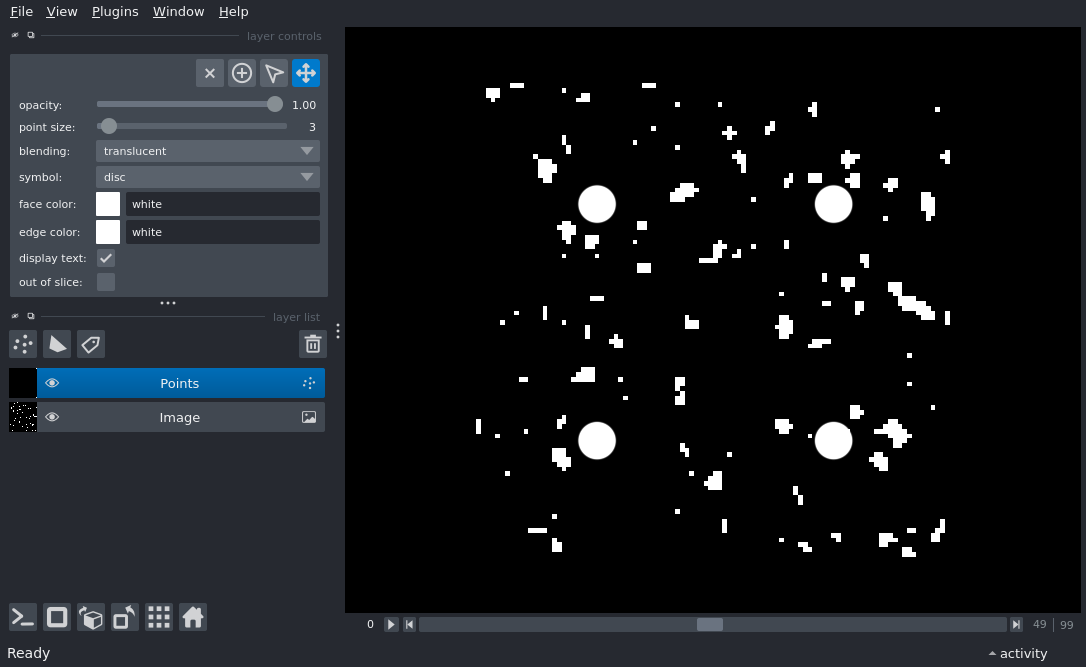 File View Plugins Window Help
layer controls
opacity: 1.00
point size: 3
blending: translucent
symbol: disc
face color: white
edge color: white
display text:
out of slice:
layer list
Points
Image
0 49 99
Ready activity